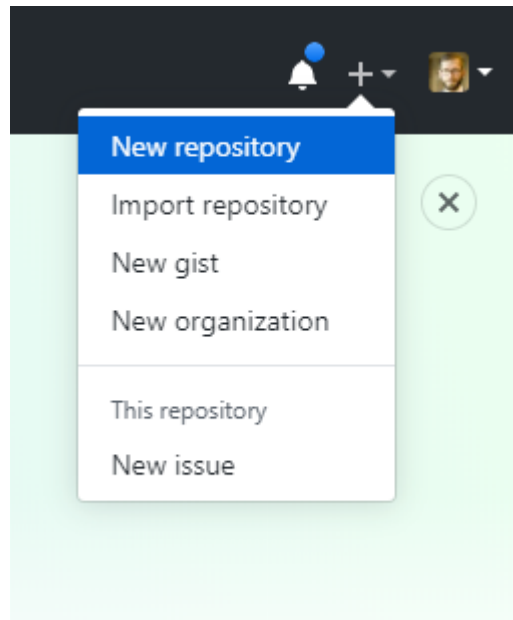 New repository
Import repository
New gist
New organization
This repository
New issue